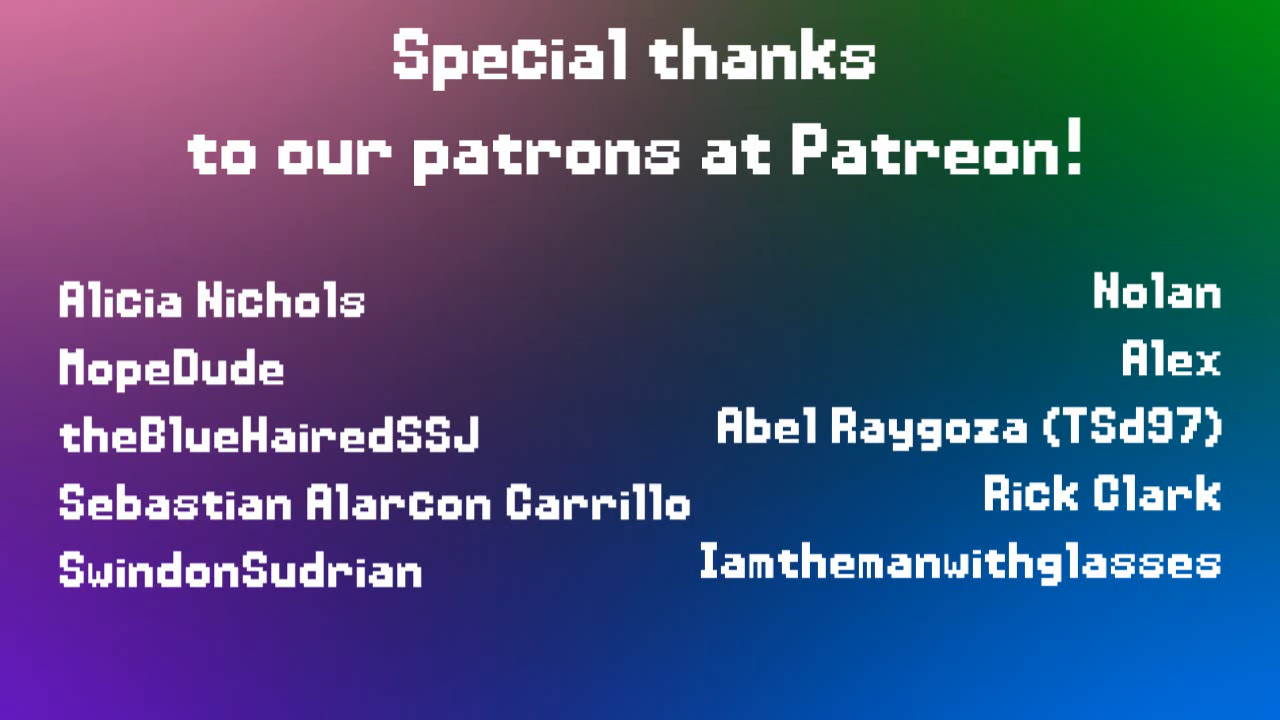 Special thanks
to our patrons at Patreon!
Alicia Nichols
MopeDude
theBlueHairedSSJ
Sebastian Alarcon Carrillo
SwindonSudrian
Nolan
Alex
Abel Raygoza (TSd97)
Rick Clark
Iamthemanwithglasses